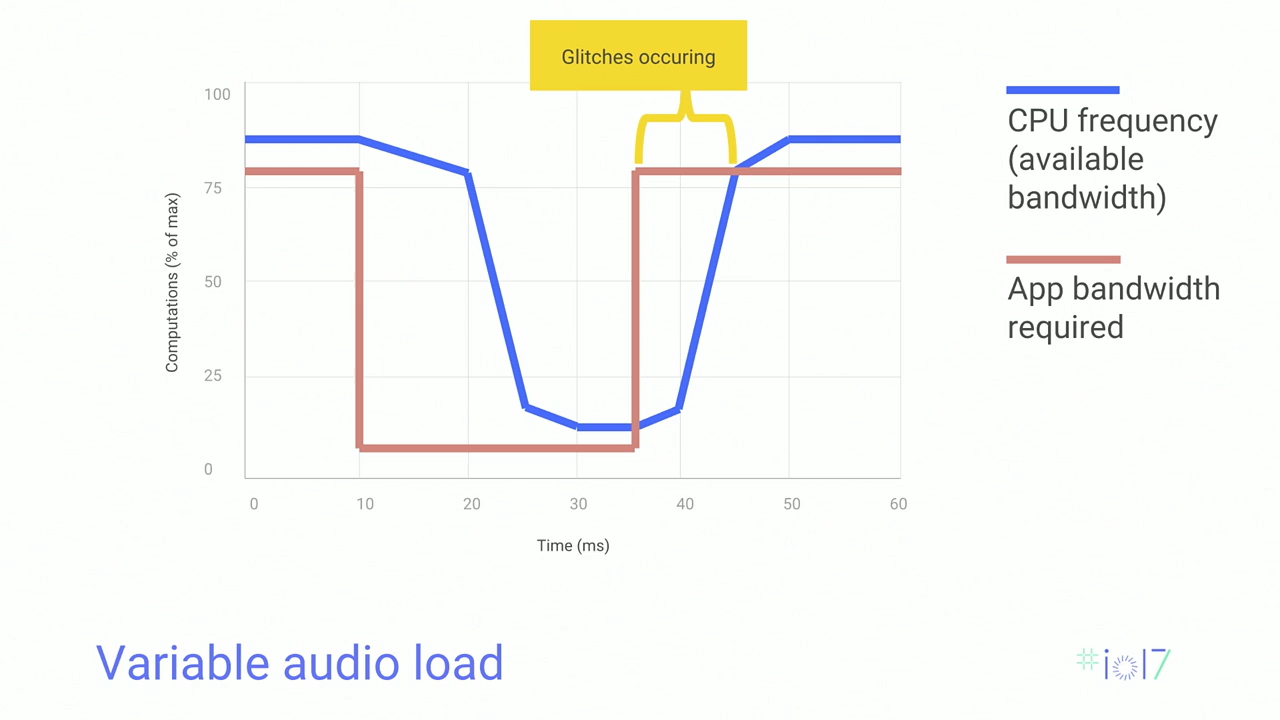 Glitches occuring
100
75
50
25
0
Computations (% of max)
0 10 20 30 40 50 60
Time (ms)
CPU frequency
(available
bandwidth)
App bandwidth
required
Variable audio load
#io17